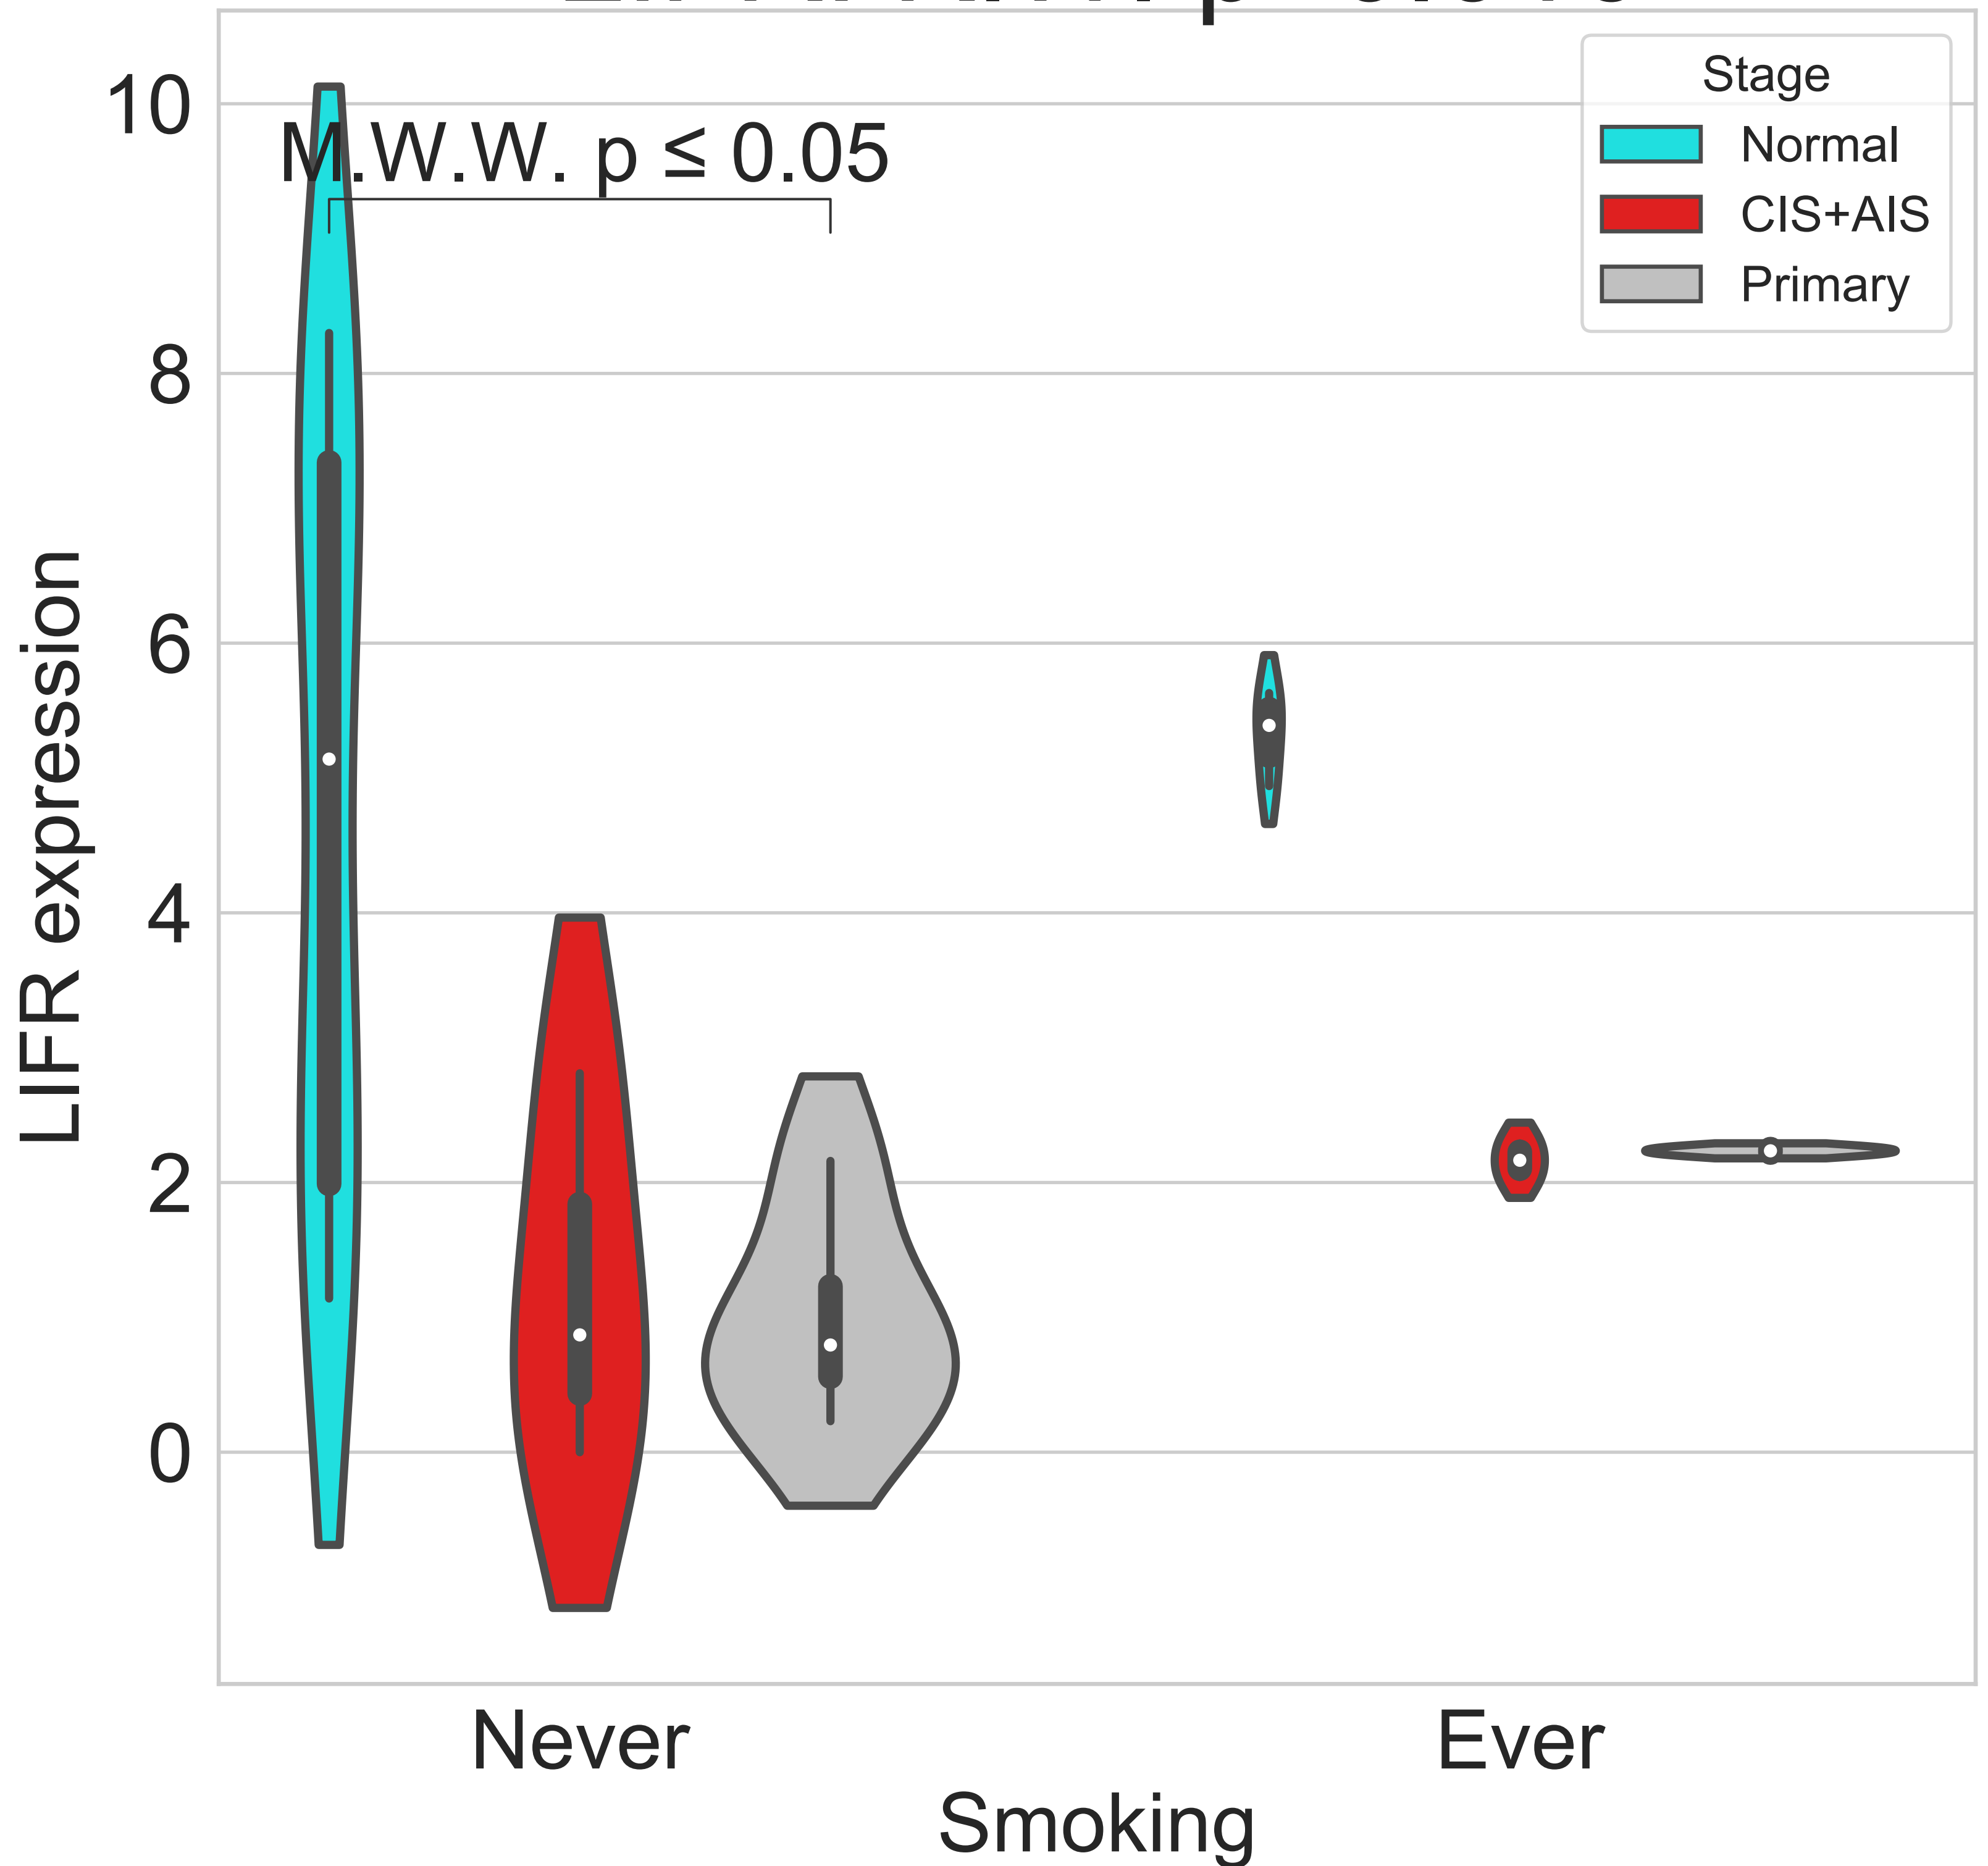 Stage
Normal
CIS+AIS
Primary
M.W.W. p ≤ 0.05
10
8
6
4
2
0
LIFR expression
Never
Ever
Smoking